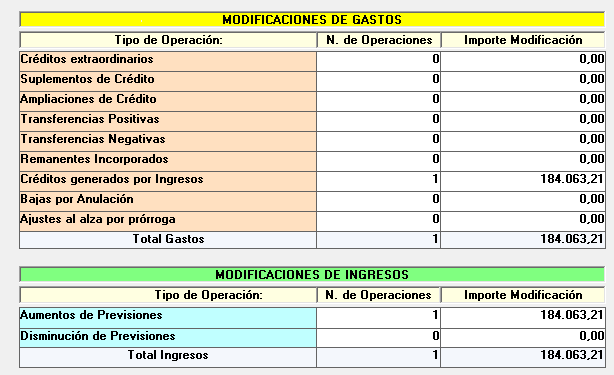 MODIFICACIONES DE GASTOS
Tipo de Operación: N. de Operaciones Importe Modificación
Créditos extraordinarios 0 0,00
Suplementos de Crédito 0 0,00
Ampliaciones de Crédito 0 0,00
Transferencias Positivas 0 0,00
Transferencias Negativas 0 0,00
Remanentes Incorporados 0 0,00
Créditos generados por Ingresos 1 184.063,21
Bajas por Anulación 0 0,00
Ajustes al alza por prórroga 0 0,00
Total Gastos 1 184.063,21
MODIFICACIONES DE INGRESOS
Tipo de Operación: N. de Operaciones Importe Modificación
Aumentos de Previsiones 1 184.063,21
Disminución de Previsiones 0 0,00
Total Ingresos 1 184.063,21